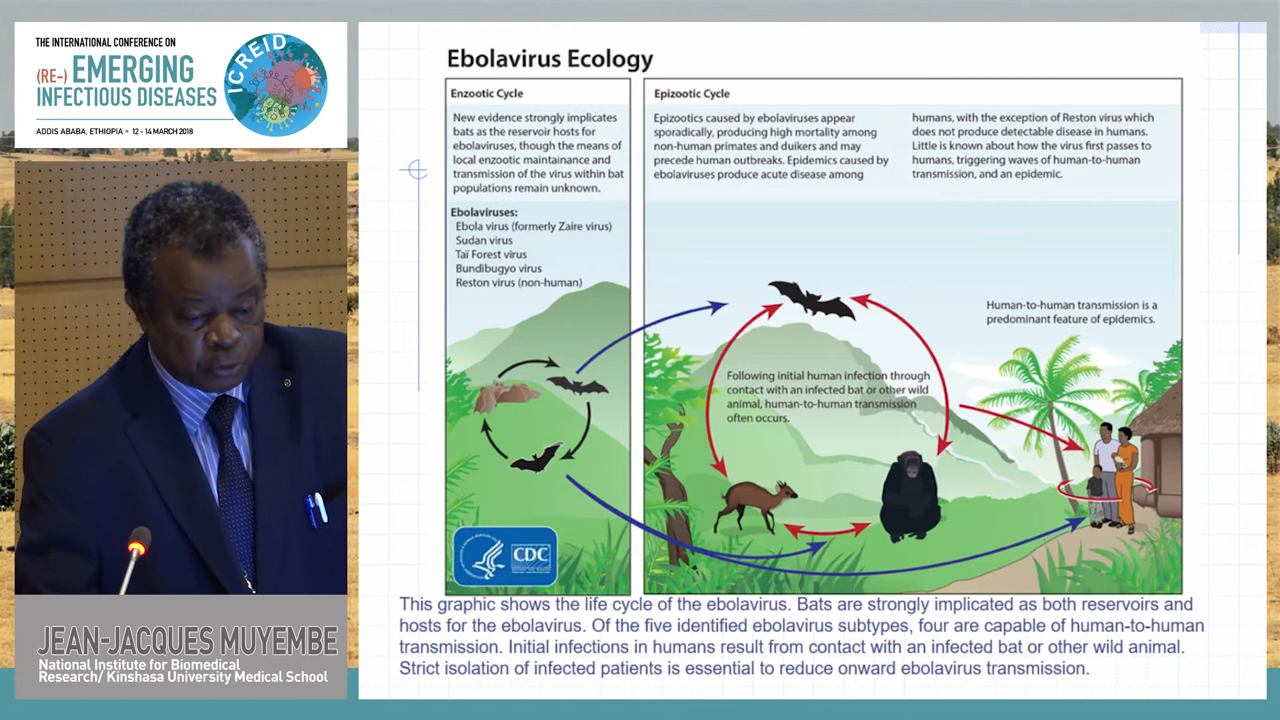 THE INTERNATIONAL CONFERENCE ON
(RE-) EMERGING
INFECTIOUS DISEASES
ADDIS ABABA, ETHIOPIA • 12 - 14 MARCH 2018
ICREID
Ebolavirus Ecology
Enzootic Cycle
New evidence strongly implicates
bats as the reservoir hosts for
ebolaviruses, though the means of
local enzootic maintainance and
transmission of the virus within bat
populations remain unknown.
Ebolaviruses:
Ebola virus (formerly Zaire virus)
Sudan virus
Taï Forest virus
Bundibugyo virus
Reston virus (non-human)
Epizootic Cycle
Epizootics caused by ebolaviruses appear
sporadically, producing high mortality among
non-human primates and duikers and may
precede human outbreaks. Epidemics caused by
ebolaviruses produce acute disease among
humans, with the exception of Reston virus which
does not produce detectable disease in humans.
Little is known about how the virus first passes to
humans, triggering waves of human-to-human
transmission, and an epidemic.
Human-to-human transmission is a
predominant feature of epidemics.
Following initial human infection through
contact with an infected bat or other wild
animal, human-to-human transmission
often occurs.
CDC
This graphic shows the life cycle of the ebolavirus. Bats are strongly implicated as both reservoirs and
hosts for the ebolavirus. Of the five identified ebolavirus subtypes, four are capable of human-to-human
transmission. Initial infections in humans result from contact with an infected bat or other wild animal.
Strict isolation of infected patients is essential to reduce onward ebolavirus transmission.
JEAN-JACQUES MUYEMBE
National Institute for Biomedical
Research/ Kinshasa University Medical School